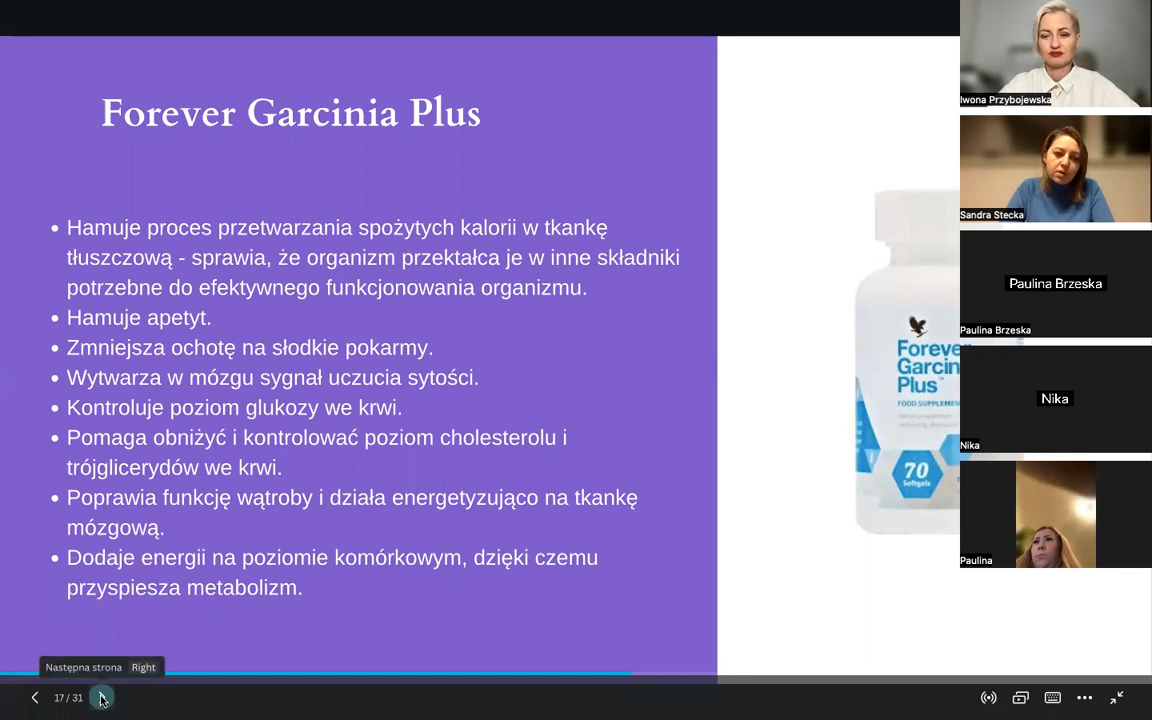 Forever Garcinia Plus
• Hamuje proces przetwarzania spożytych kalorii w tkankę
tłuszczową - sprawia, że organizm przektałca je w inne składniki
potrzebne do efektywnego funkcjonowania organizmu.
• Hamuje apetyt.
• Zmniejsza ochotę na słodkie pokarmy.
• Wytwarza w mózgu sygnał uczucia sytości.
• Kontroluje poziom glukozy we krwi.
• Pomaga obniżyć i kontrolować poziom cholesterolu i
trójglicerydów we krwi.
• Poprawia funkcję wątroby i działa energetyzująco na tkankę
mózgową.
• Dodaje energii na poziomie komórkowym, dzięki czemu
przyspiesza metabolizm.
Forever
Garcin
Plus™
FOOD SUPPLEMEN
70
Softgels
Iwona Przybojewska
Sandra Stecka
Paulina Brzeska
Paulina Brzeska
Nika
Nika
Paulina
Następna strona Right
17 / 31